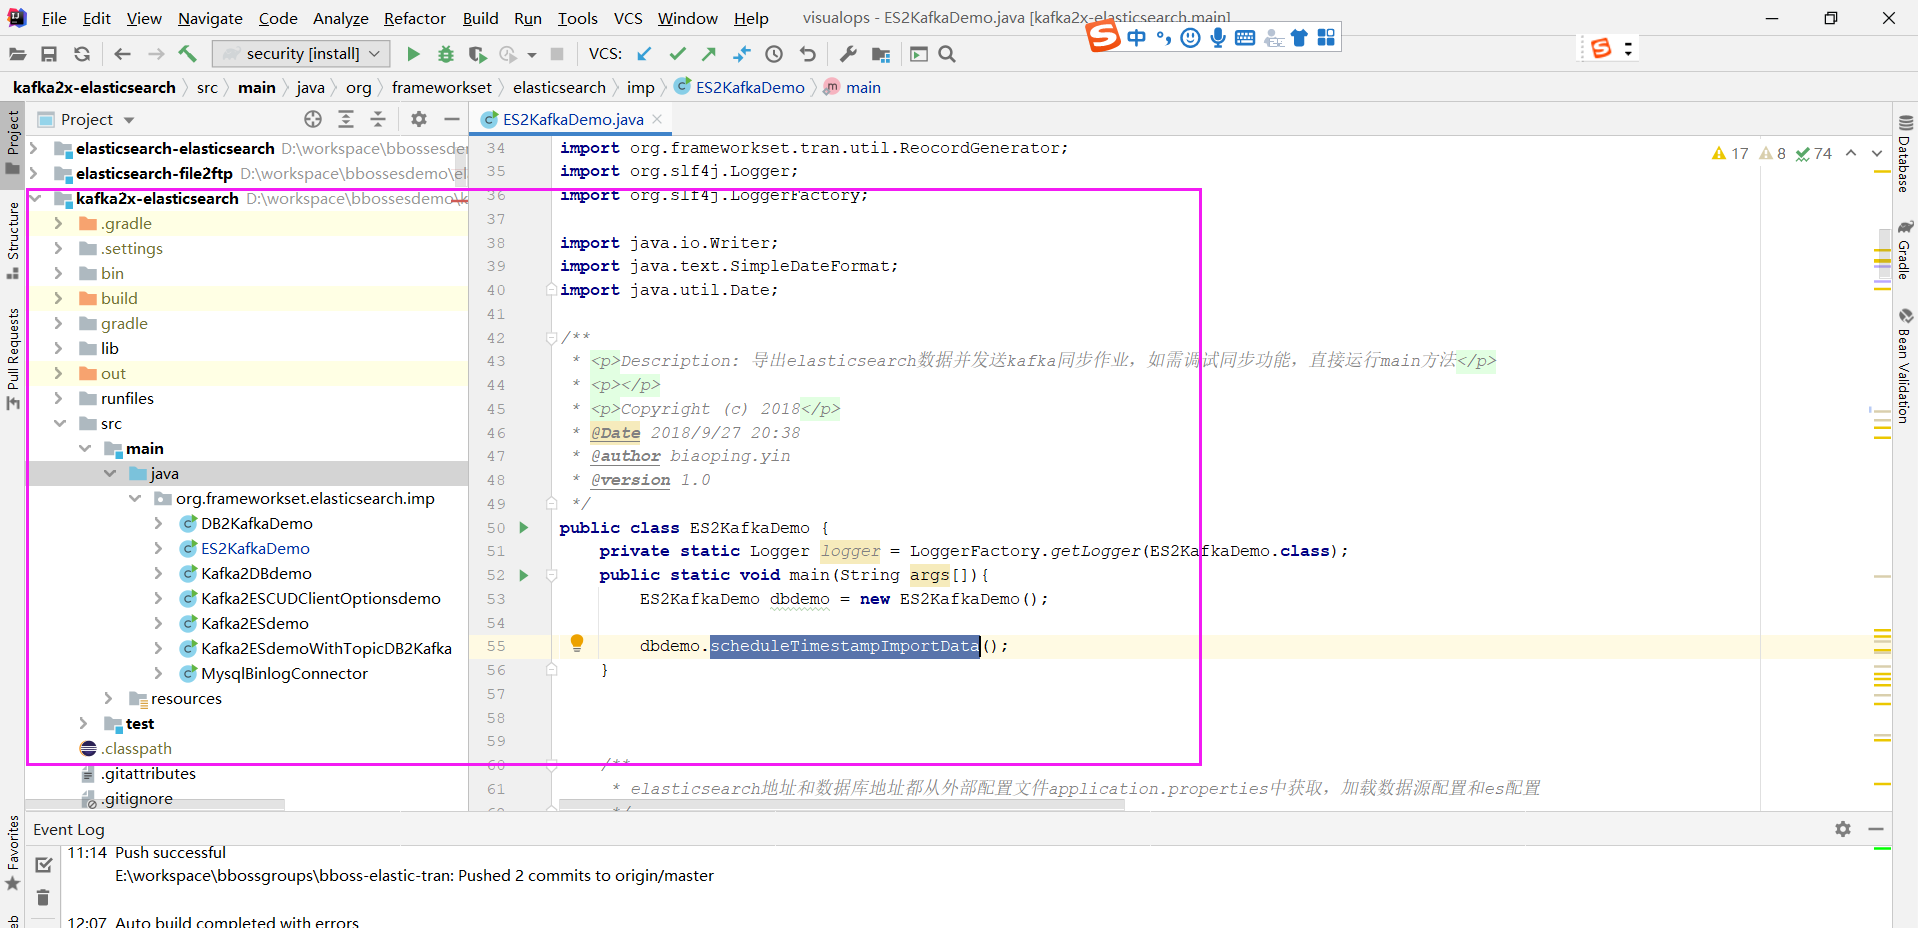 File Edit View Navigate Code Analyze Refactor Build Run Tools VCS Window Help visualops - ES2KafkaDemo.java [kafka2x-elasticsearch.main]
security [install] VCS: 中
kafka2x-elasticsearch src main java org frameworkset elasticsearch imp ES2KafkaDemo main
Project
ES2KafkaDemo.java
elasticsearch-elasticsearch D:\workspace\bbossesde
elasticsearch-file2ftp D:\workspace\bbossesdemo\el
kafka2x-elasticsearch D:\workspace\bbossesdemo\k
.gradle
.settings
bin
build
gradle
lib
out
runfiles
src
main
java
org.frameworkset.elasticsearch.imp
DB2KafkaDemo
ES2KafkaDemo
Kafka2DBdemo
Kafka2ESCUDClientOptionsdemo
Kafka2ESdemo
Kafka2ESdemoWithTopicDB2Kafka
MysqlBinlogConnector
resources
test
.classpath
.gitattributes
.gitignore
34 import org.frameworkset.tran.util.ReocordGenerator;
35 import org.slf4j.Logger;
36 import org.slf4j.LoggerFactory;
37
38 import java.io.Writer;
39 import java.text.SimpleDateFormat;
40 import java.util.Date;
41
42 /**
43 * <p>Description: 导出elasticsearch数据并发送kafka同步作业，如需调试同步功能，直接运行main方法</p>
44 * <p></p>
45 * <p>Copyright (c) 2018</p>
46 * @Date 2018/9/27 20:38
47 * @author biaoping.yin
48 * @version 1.0
49 */
50 public class ES2KafkaDemo {
51 private static Logger logger = LoggerFactory.getLogger(ES2KafkaDemo.class);
52 public static void main(String args[]){
53 ES2KafkaDemo dbdemo = new ES2KafkaDemo();
54
55 dbdemo.scheduleTimestampImportData();
56 }
57
58
59
60 /**
61 * elasticsearch地址和数据库地址都从外部配置文件application.properties中获取，加载数据源配置和es配置
*/
17 8 74
Project
Structure
Pull Requests
Favorites
Database
Gradle
Bean Validation
Event Log
11:14 Push successful
E:\workspace\bbossgroups\bboss-elastic-tran: Pushed 2 commits to origin/master
12:07 Auto build completed with errors